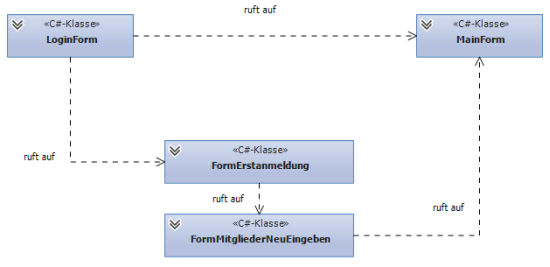 ruft auf
«C#-Klasse»
LoginForm
«C#-Klasse»
MainForm
ruft auf
«C#-Klasse»
FormErstanmeldung
ruft auf
«C#-Klasse»
FormMitgliederNeuEingeben
ruft auf